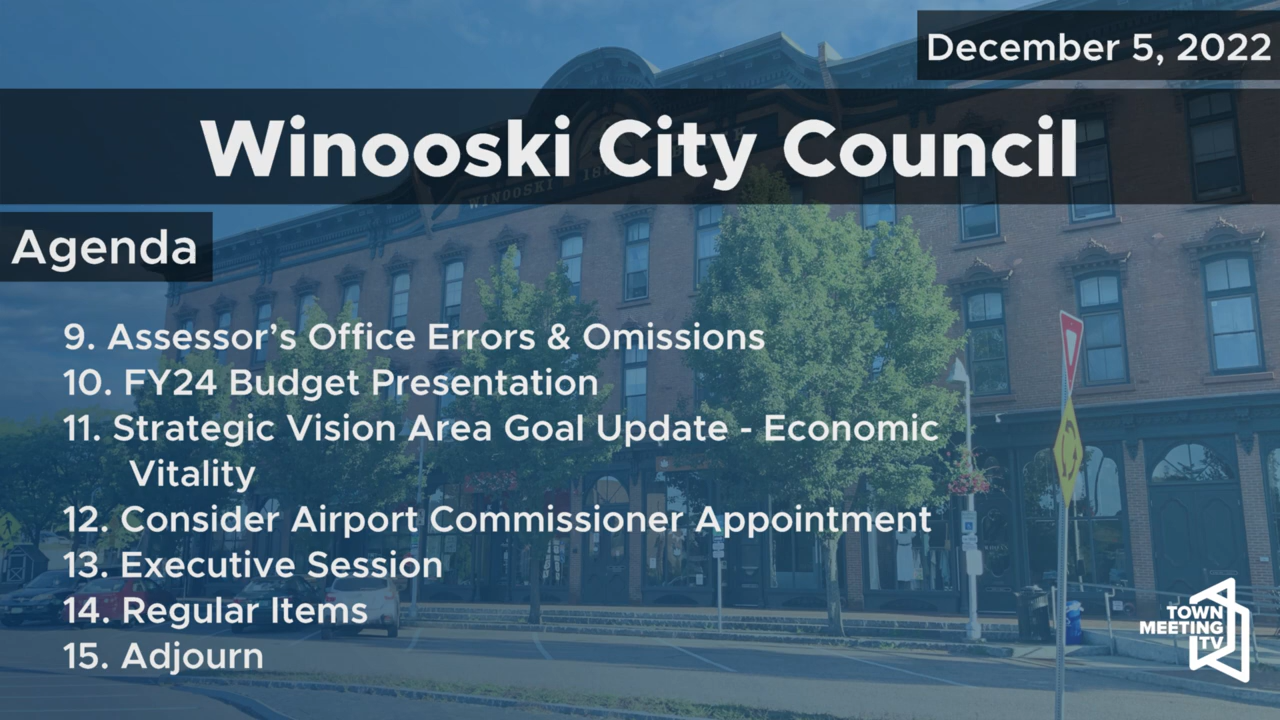 December 5, 2022
Winooski City Council
Agenda
9. Assessor’s Office Errors & Omissions
10. FY24 Budget Presentation
11. Strategic Vision Area Goal Update - Economic
Vitality
12. Consider Airport Commissioner Appointment
13. Executive Session
14. Regular Items
15. Adjourn
TOWN
MEETING
TV